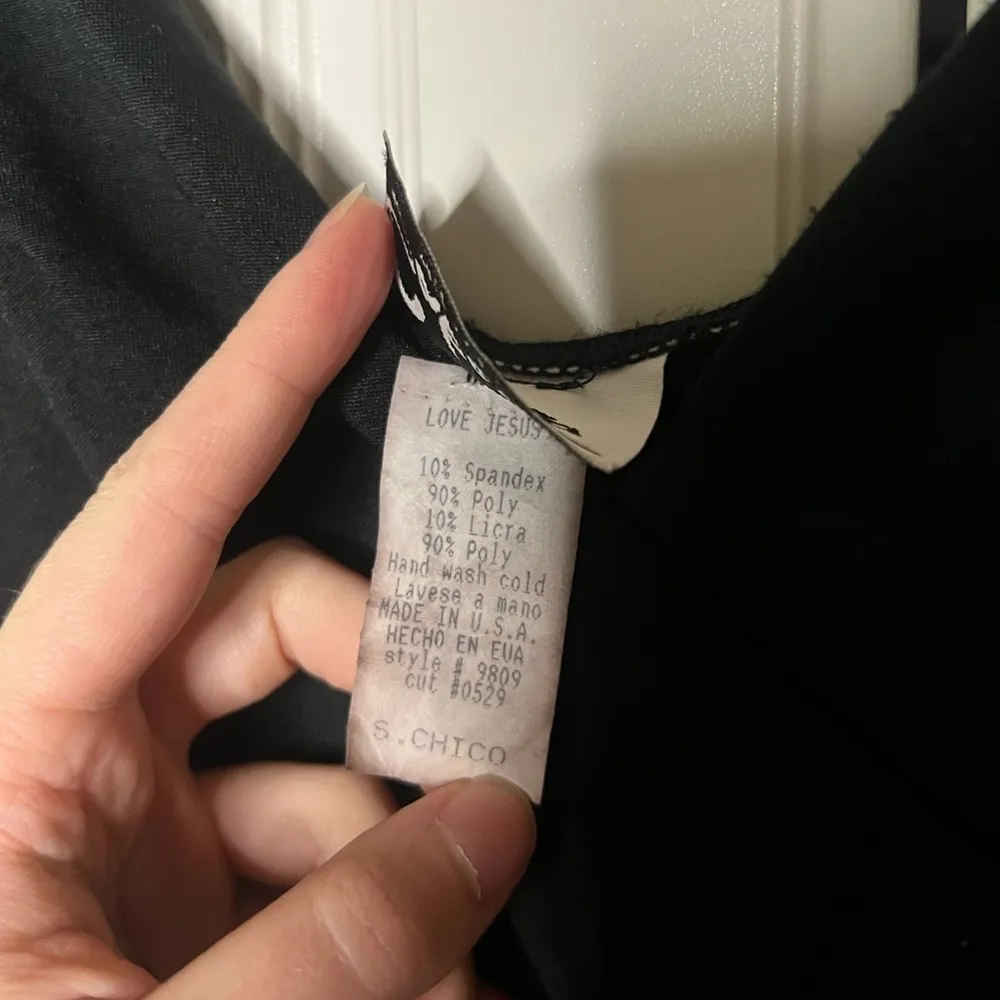 LOVE JESUS
10% Spandex
90% Poly
10% Licra
90% Poly
Hand wash cold
Lavese a mano
MADE IN U.S.A.
HECHO EN EUA
style # 9809
cut #0529
S.CHICO